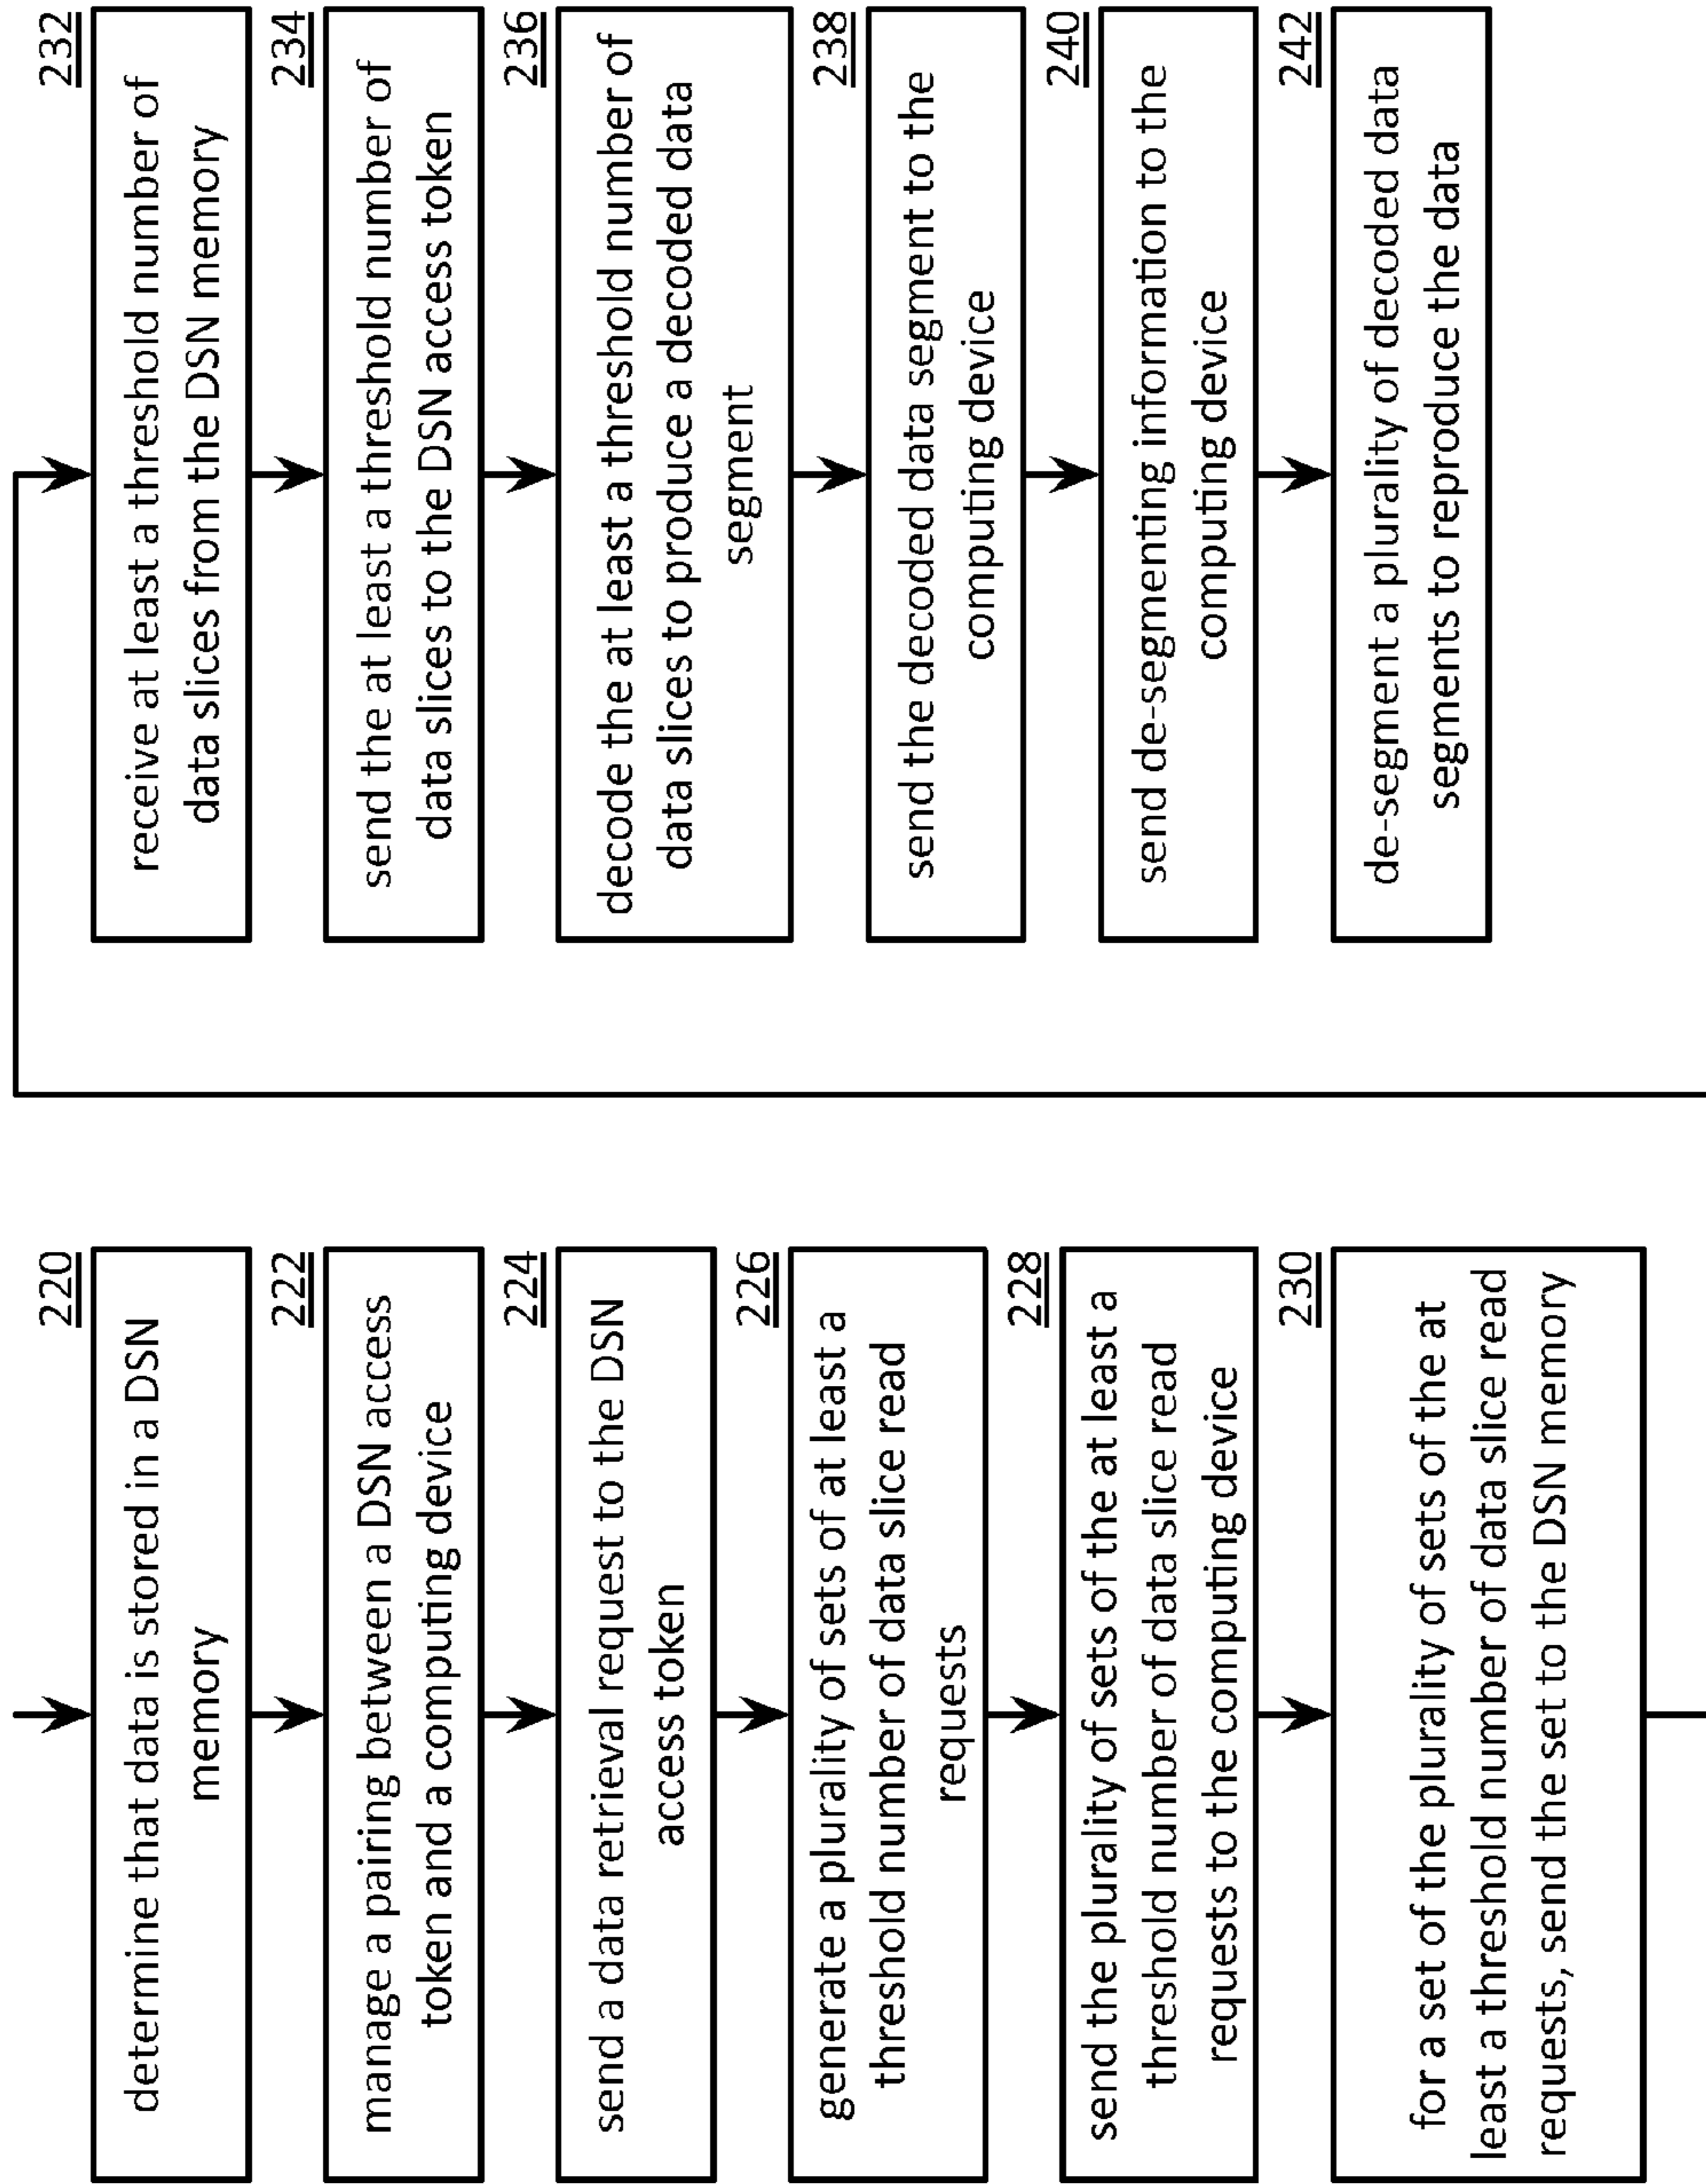 220
determine that data is stored in a DSN
memory
222
manage a pairing between a DSN access
token and a computing device
224
send a data retrieval request to the DSN
access token
226
generate a plurality of sets of at least a
threshold number of data slice read
requests
228
send the plurality of sets of the at least a
threshold number of data slice read
requests to the computing device
230
for a set of the plurality of sets of the at
least a threshold number of data slice read
requests, send the set to the DSN memory
232
receive at least a threshold number of
data slices from the DSN memory
234
send the at least a threshold number of
data slices to the DSN access token
236
decode the at least a threshold number of
data slices to produce a decoded data
segment
238
send the decoded data segment to the
computing device
240
send de-segmenting information to the
computing device
242
de-segment a plurality of decoded data
segments to reproduce the data